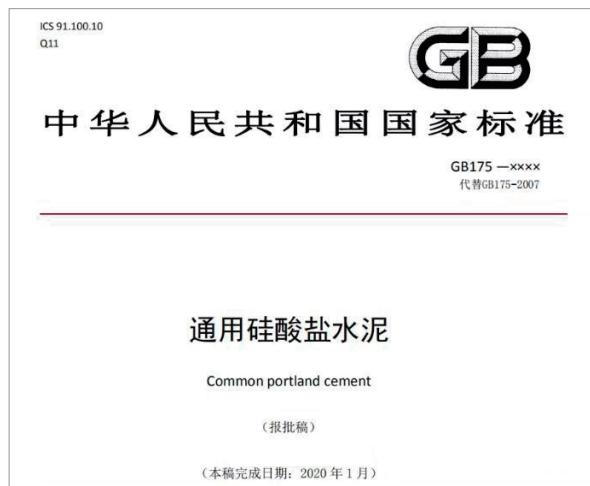 ICS 91.100.10
Q11
GB
中华人民共和国国家标准
GB175 —××××
代替GB175-2007
通用硅酸盐水泥
Common portland cement
（报批稿）
（本稿完成日期：2020 年 1 月）